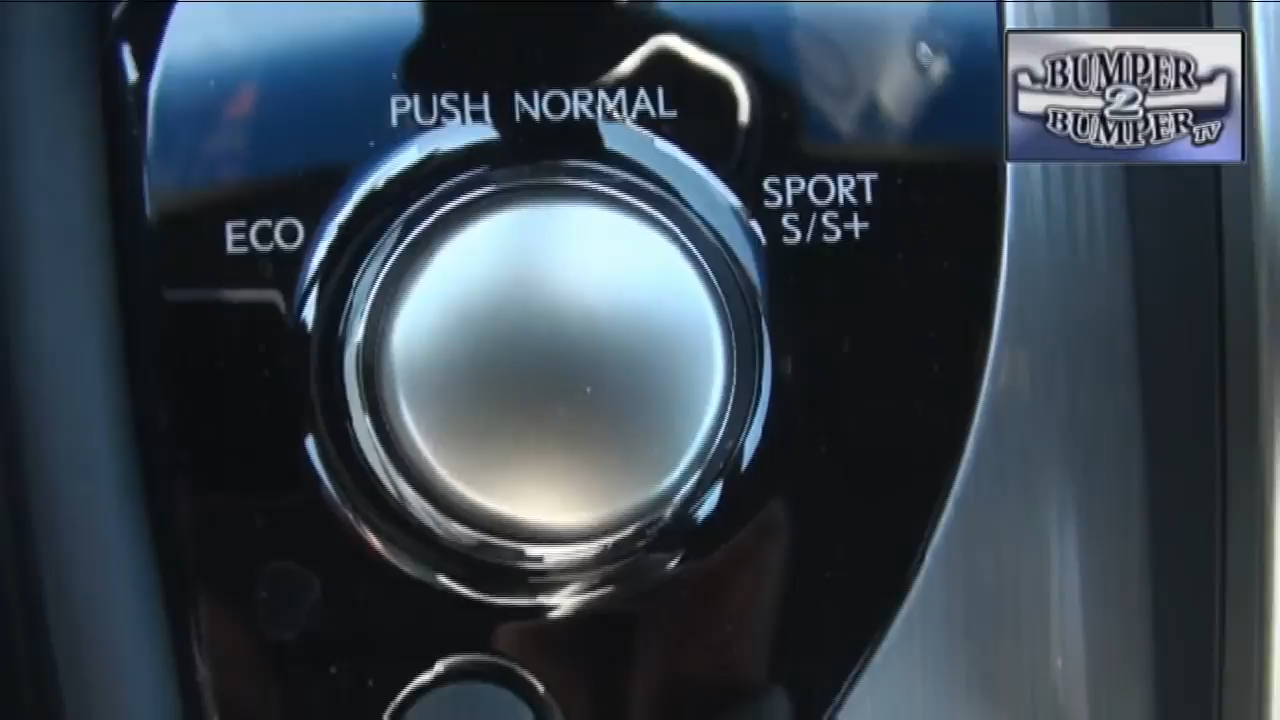 PUSH NORMAL
ECO
SPORT
S/S+
BUMPER
2
BUMPER TV